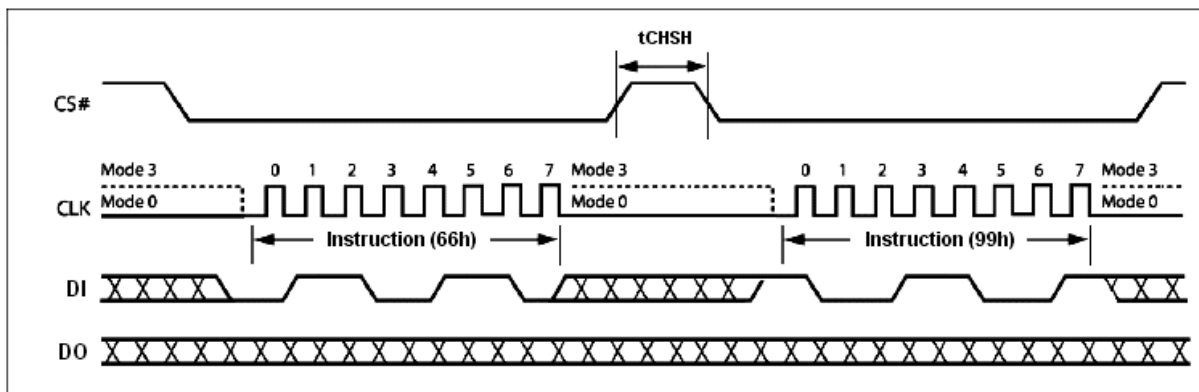 tCHSH
CS#
Mode 3 0 1 2 3 4 5 6 7 Mode 3 0 1 2 3 4 5 6 7 Mode 3
CLK Mode 0 Mode 0 Mode 0
Instruction (66h) Instruction (99h)
DI
DO